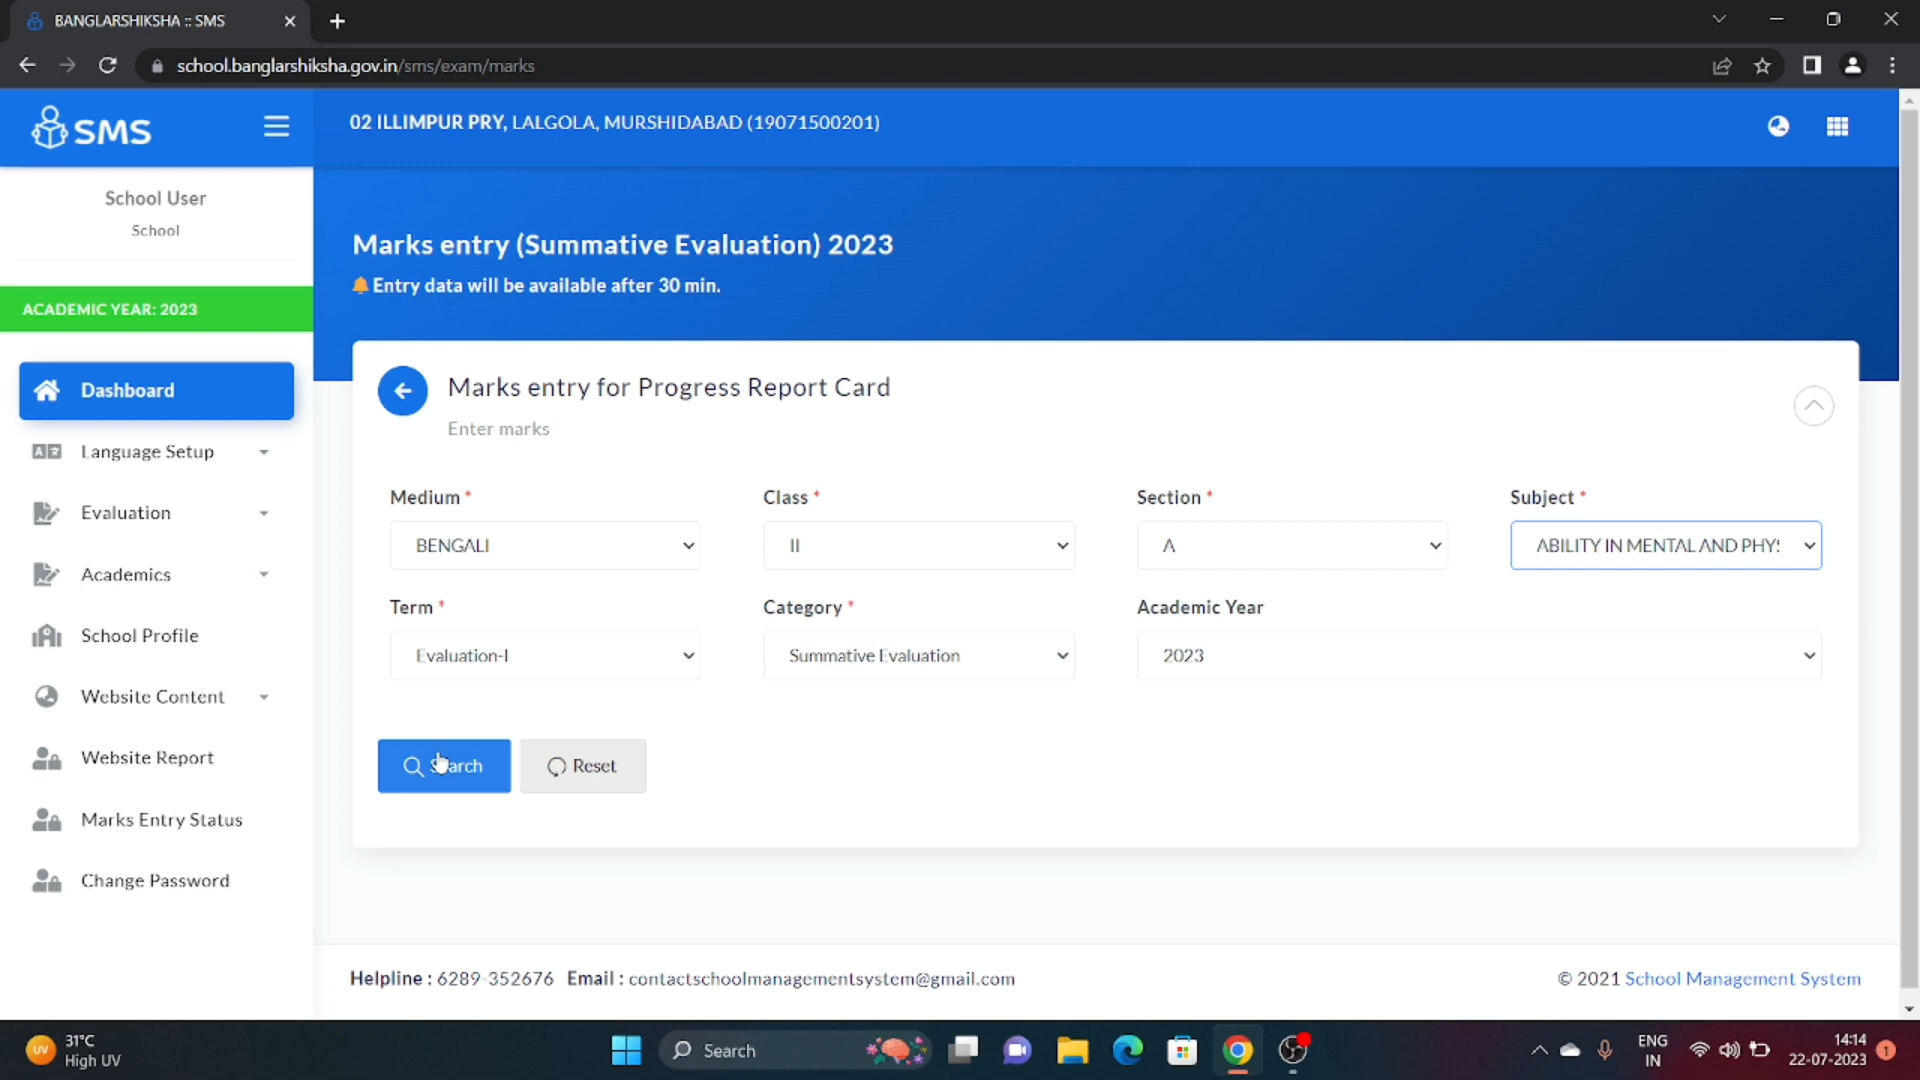 BANGLARSHIKSHA :: SMS
school.banglarshiksha.gov.in/sms/exam/marks
SMS
02 ILLIMPUR PRY, LALGOLA, MURSHIDABAD (19071500201)
School User
School
ACADEMIC YEAR: 2023
Dashboard
Language Setup
Evaluation
Academics
School Profile
Website Content
Website Report
Marks Entry Status
Change Password
Marks entry (Summative Evaluation) 2023
Entry data will be available after 30 min.
Marks entry for Progress Report Card
Enter marks
Medium * Class * Section * Subject *
BENGALI II A ABILITY IN MENTAL AND PHY
Term * Category * Academic Year
Evaluation-I Summative Evaluation 2023
Search Reset
Helpline : 6289-352676 Email : contactschoolmanagementsystem@gmail.com
© 2021 School Management System
UV
31°C
High UV
Search
ENG
IN
14:14
22-07-2023
1